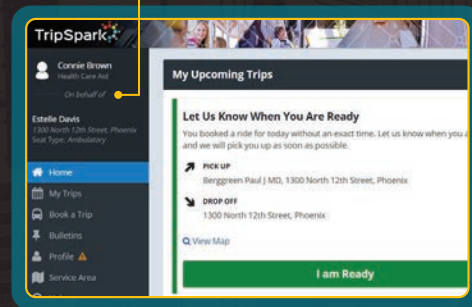 TripSpark
Connie Brown
Health Care Aid
On behalf of
Estelle Davis
1300 North 12th Street, Phoenix
Seat Type: Ambulatory
Home
My Trips
Book a Trip
Bulletins
Profile
Service Area
My Upcoming Trips
Let Us Know When You Are Ready
You booked a ride for today without an exact time. Let us know when you a
and we will pick you up as soon as possible.
PICK UP
Berggreen Paul J MD, 1300 North 12th Street, Phoenix
DROP OFF
1300 North 12th Street, Phoenix
View Map
I am Ready